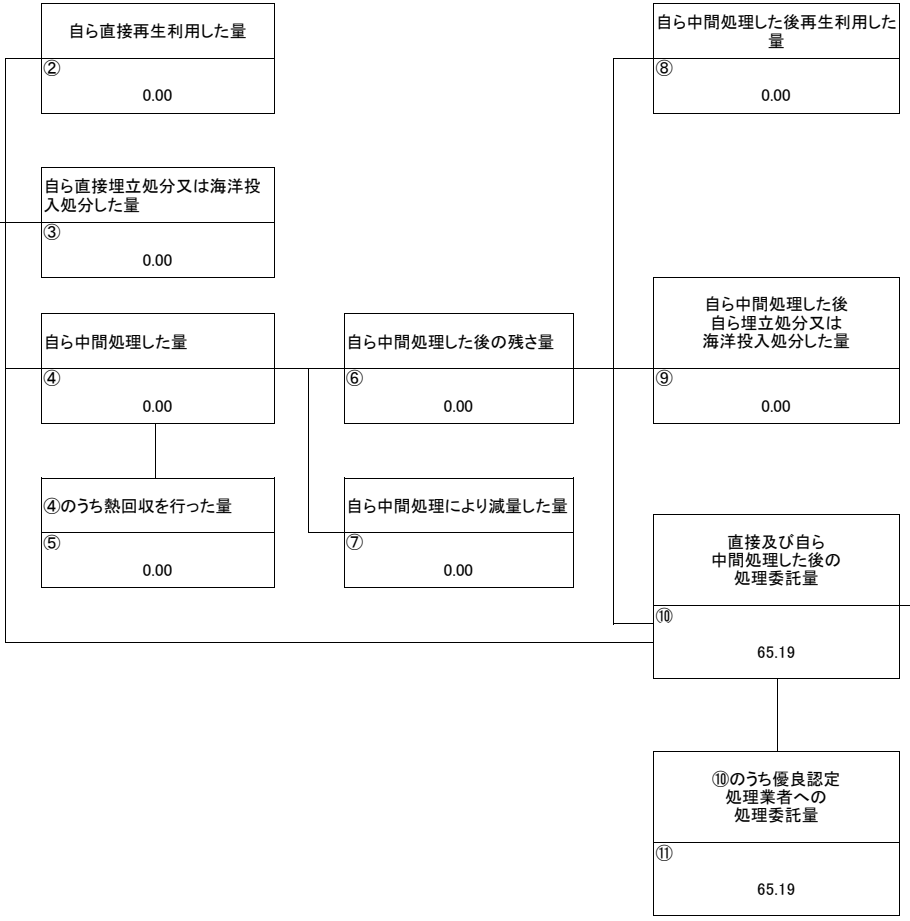 自ら直接再生利用した量
②
0.00
自ら中間処理した後再生利用した
量
⑧
0.00
自ら直接埋立処分又は海洋投
入処分した量
③
0.00
自ら中間処理した量
④
0.00
自ら中間処理した後の残さ量
⑥
0.00
自ら中間処理した後
自ら埋立処分又は
海洋投入処分した量
⑨
0.00
④のうち熱回収を行った量
⑤
0.00
自ら中間処理により減量した量
⑦
0.00
直接及び自ら
中間処理した後の
処理委託量
⑩
65.19
⑩のうち優良認定
処理業者への
処理委託量
⑪
65.19